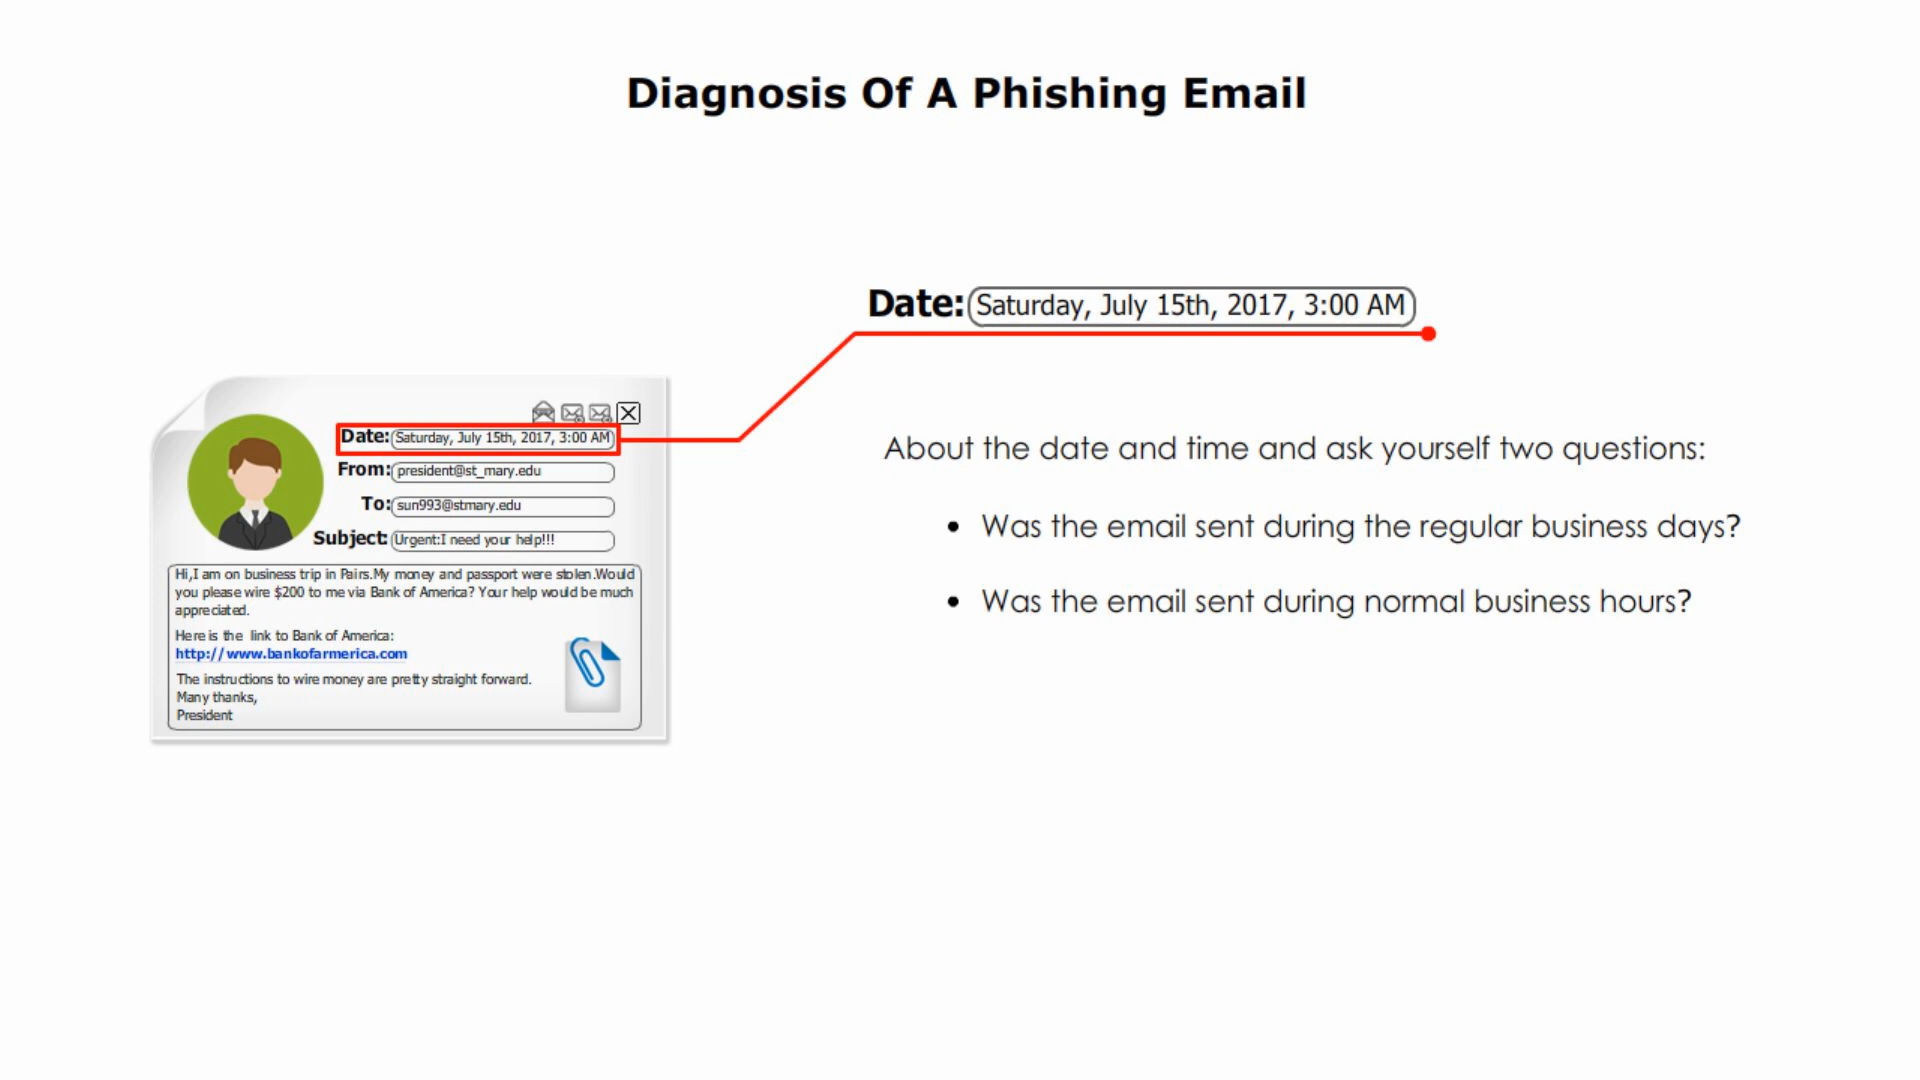 Diagnosis Of A Phishing Email
Date: Saturday, July 15th, 2017, 3:00 AM
About the date and time and ask yourself two questions:
• Was the email sent during the regular business days?
• Was the email sent during normal business hours?
Date: Saturday, July 15th, 2017, 3:00 AM
From: president@st_mary.edu
To: sun993@stmary.edu
Subject: Urgent:I need your help!!!
Hi,I am on business trip in Pairs.My money and passport were stolen.Would
you please wire $200 to me via Bank of America? Your help would be much
appreciated.
Here is the link to Bank of America:
http://www.bankofarmerica.com
The instructions to wire money are pretty straight forward.
Many thanks,
President